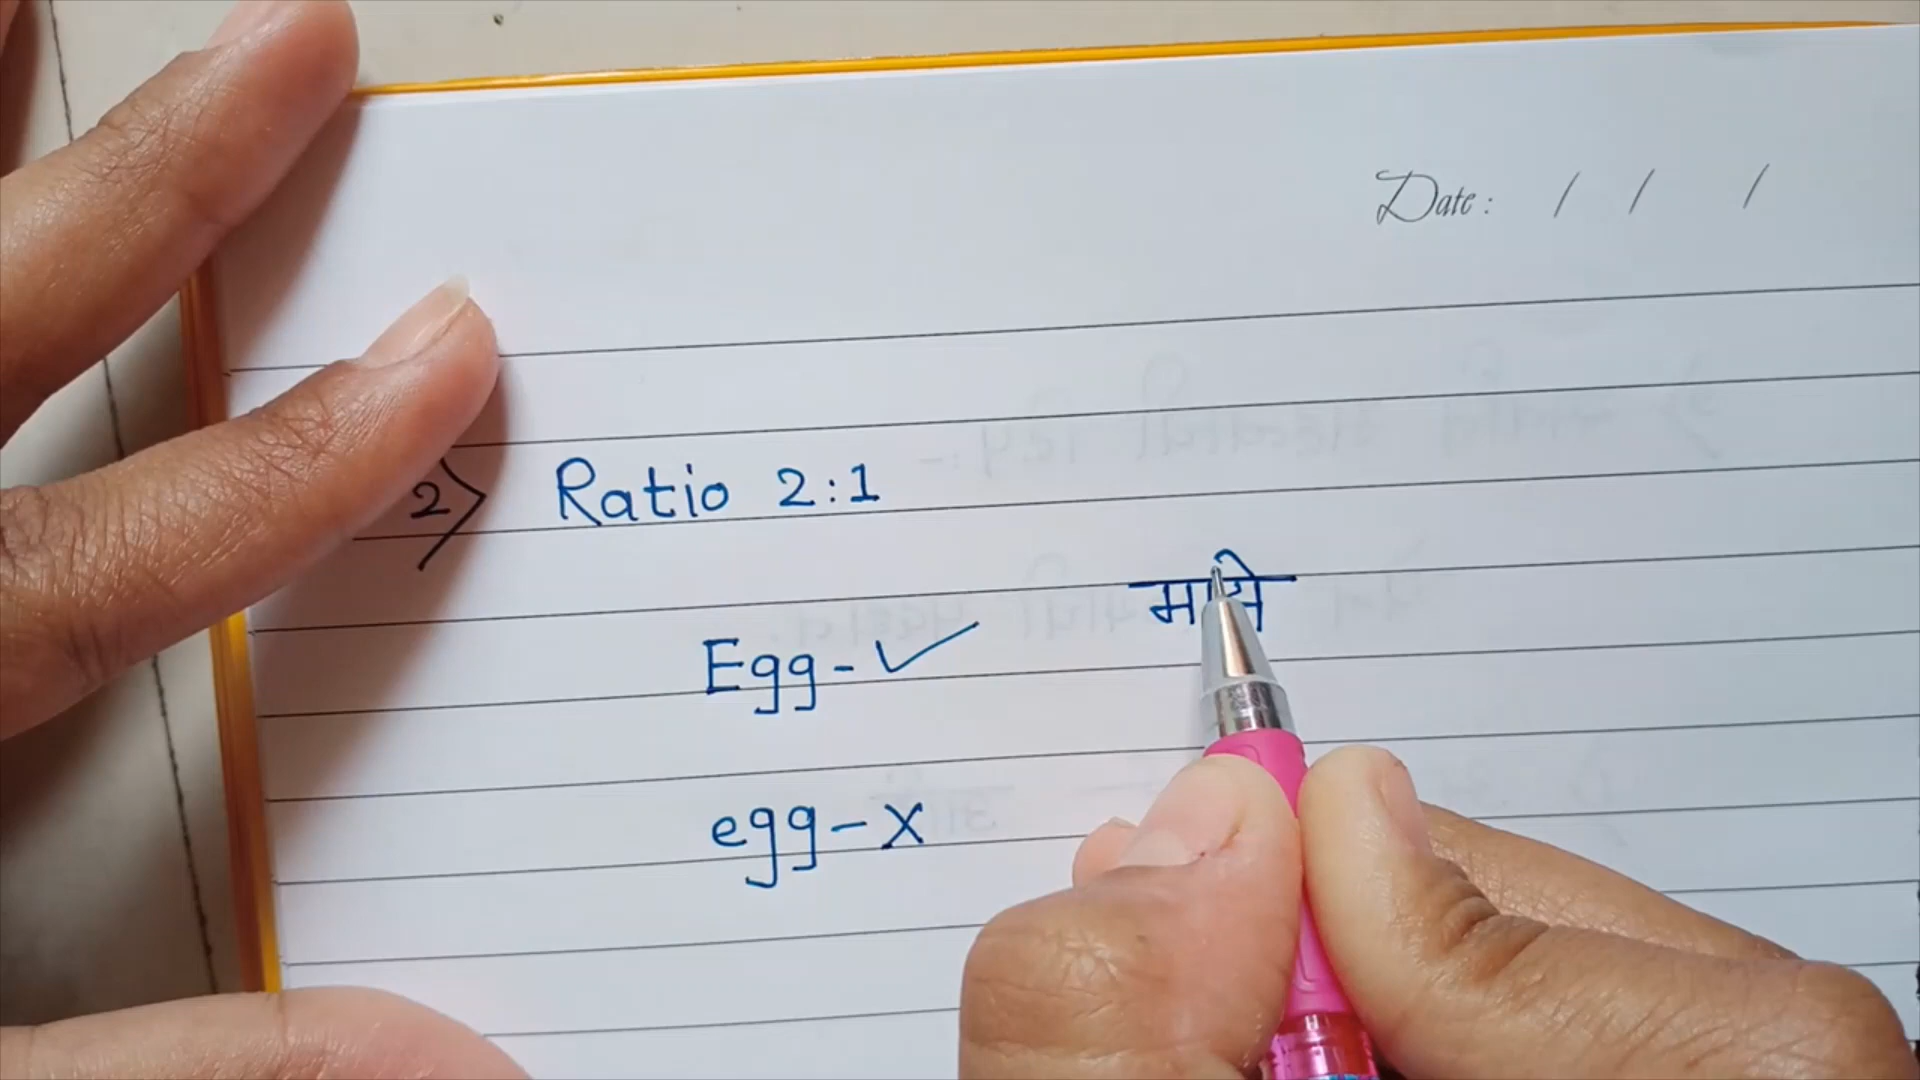 Date: / / /
2) Ratio 2:1
Egg - ✓
egg - x